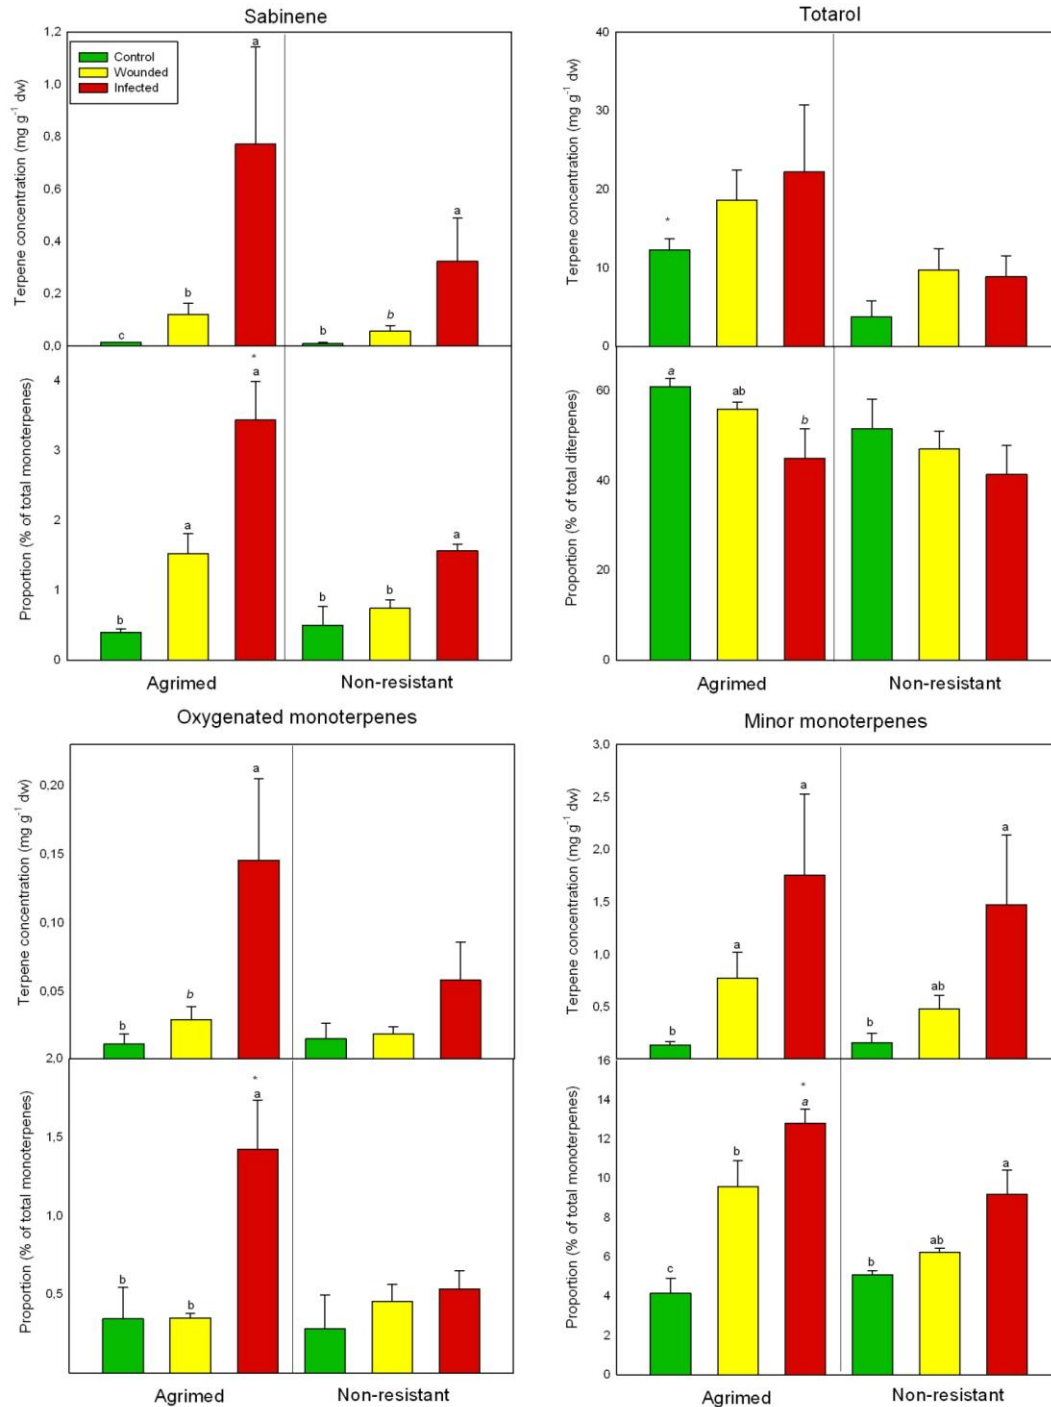 Sabinene
1,2
1,0
0,8
0,6
0,4
0,2
0,0
Terpene concentration (mg g⁻¹ dw)
Control
Wounded
Infected
c
b
a
b
b
a
4
3
2
1
0
Proportion (% of total monoterpenes)
b
a
*
a
b
b
a
Agrimed
Non-resistant
Totarol
40
30
20
10
0
Terpene concentration (mg g⁻¹ dw)
*
60
40
20
0
Proportion (% of total diterpenes)
a
ab
b
Agrimed
Non-resistant
Oxygenated monoterpenes
0,20
0,15
0,10
0,05
Terpene concentration (mg g⁻¹ dw)
b
b
a
2,0
1,5
1,0
0,5
Proportion (% of total monoterpenes)
b
b
*
a
Agrimed
Non-resistant
Minor monoterpenes
3,0
2,5
2,0
1,5
1,0
0,5
Terpene concentration (mg g⁻¹ dw)
b
a
a
b
ab
a
16
14
12
10
8
6
4
2
0
Proportion (% of total monoterpenes)
c
b
*
a
b
ab
a
Agrimed
Non-resistant